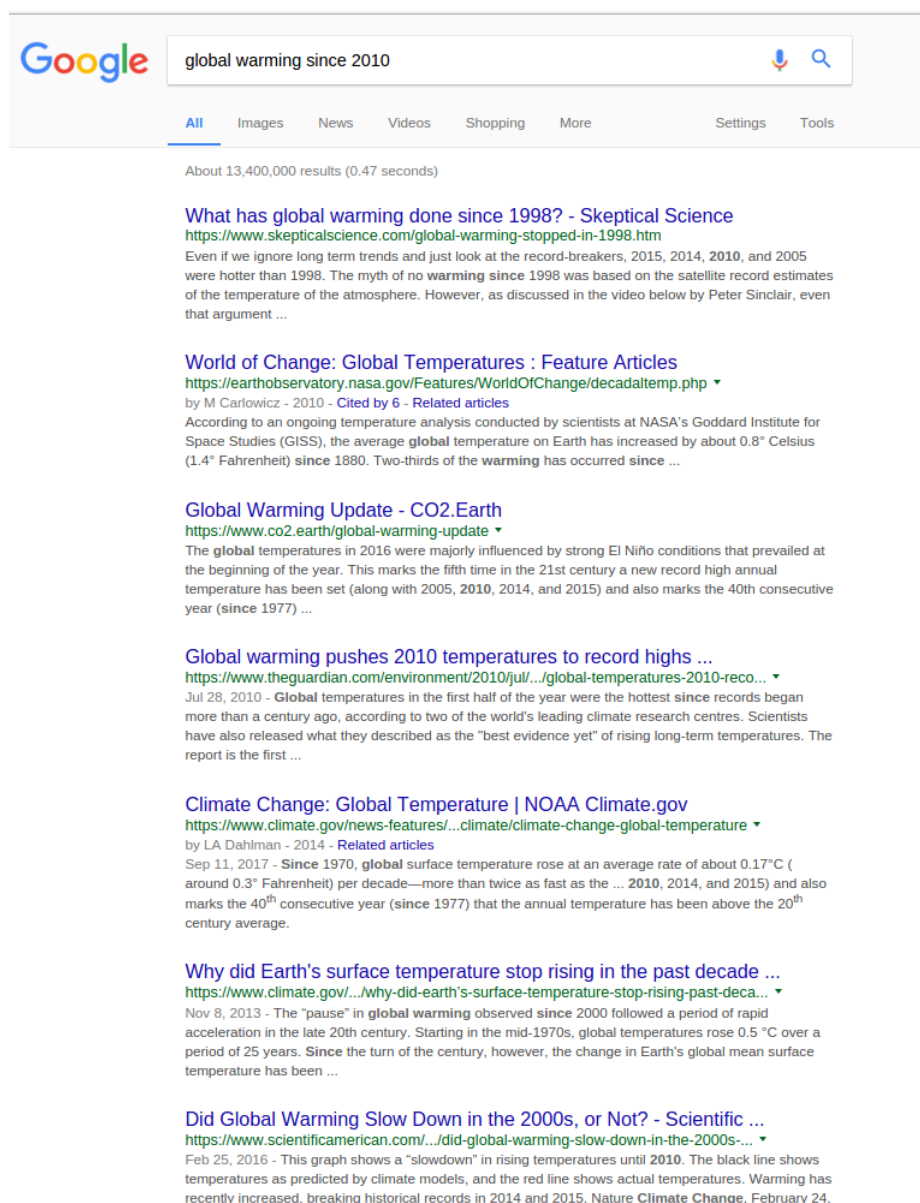 Google
global warming since 2010
All Images News Videos Shopping More Settings Tools
About 13,400,000 results (0.47 seconds)
What has global warming done since 1998? - Skeptical Science
https://www.skepticalscience.com/global-warming-stopped-in-1998.htm
Even if we ignore long term trends and just look at the record-breakers, 2015, 2014, 2010, and 2005
were hotter than 1998. The myth of no warming since 1998 was based on the satellite record estimates
of the temperature of the atmosphere. However, as discussed in the video below by Peter Sinclair, even
that argument ...
World of Change: Global Temperatures : Feature Articles
https://earthobservatory.nasa.gov/Features/WorldOfChange/decadaltemp.php
by M Carlowicz - 2010 - Cited by 6 - Related articles
According to an ongoing temperature analysis conducted by scientists at NASA's Goddard Institute for
Space Studies (GISS), the average global temperature on Earth has increased by about 0.8° Celsius
(1.4° Fahrenheit) since 1880. Two-thirds of the warming has occurred since ...
Global Warming Update - CO2.Earth
https://www.co2.earth/global-warming-update
The global temperatures in 2016 were majorly influenced by strong El Niño conditions that prevailed at
the beginning of the year. This marks the fifth time in the 21st century a new record high annual
temperature has been set (along with 2005, 2010, 2014, and 2015) and also marks the 40th consecutive
year (since 1977) ...
Global warming pushes 2010 temperatures to record highs ...
https://www.theguardian.com/environment/2010/jul/.../global-temperatures-2010-reco...
Jul 28, 2010 - Global temperatures in the first half of the year were the hottest since records began
more than a century ago, according to two of the world's leading climate research centres. Scientists
have also released what they described as the "best evidence yet" of rising long-term temperatures. The
report is the first ...
Climate Change: Global Temperature | NOAA Climate.gov
https://www.climate.gov/news-features/...climate/climate-change-global-temperature
by LA Dahlman - 2014 - Related articles
Sep 11, 2017 - Since 1970, global surface temperature rose at an average rate of about 0.17°C (
around 0.3° Fahrenheit) per decade—more than twice as fast as the ... 2010, 2014, and 2015) and also
marks the 40th consecutive year (since 1977) that the annual temperature has been above the 20th
century average.
Why did Earth's surface temperature stop rising in the past decade ...
https://www.climate.gov/.../why-did-earth's-surface-temperature-stop-rising-past-deca...
Nov 8, 2013 - The “pause” in global warming observed since 2000 followed a period of rapid
acceleration in the late 20th century. Starting in the mid-1970s, global temperatures rose 0.5 °C over a
period of 25 years. Since the turn of the century, however, the change in Earth's global mean surface
temperature has been ...
Did Global Warming Slow Down in the 2000s, or Not? - Scientific ...
https://www.scientificamerican.com/.../did-global-warming-slow-down-in-the-2000s-...
Feb 25, 2016 - This graph shows a “slowdown” in rising temperatures until 2010. The black line shows
temperatures as predicted by climate models, and the red line shows actual temperatures. Warming has
recently increased, breaking historical records in 2014 and 2015. Nature Climate Change, February 24,